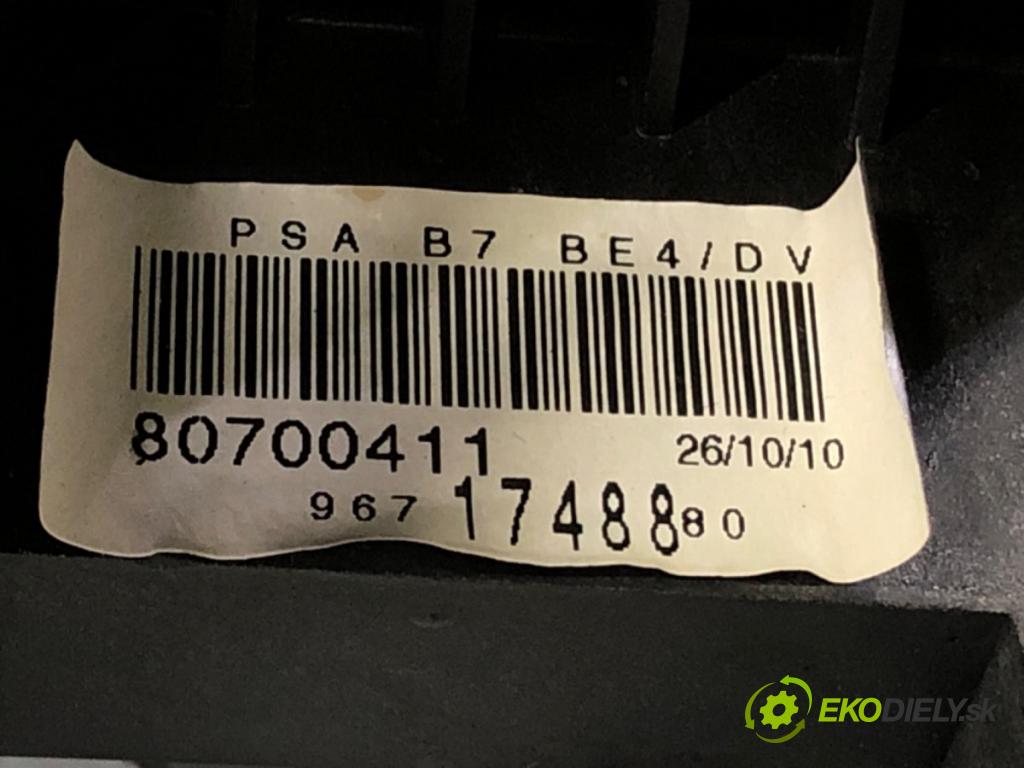 PSA B7 BE4/DV
80700411 26/10/10
967 17488 80
EKODIELY.sk